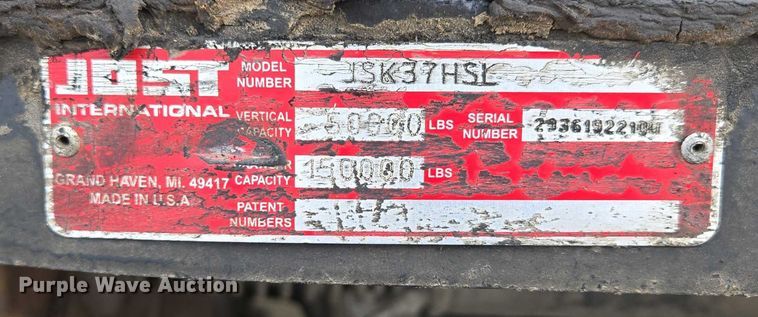 JOST
INTERNATIONAL
GRAND HAVEN, MI. 49417
MADE IN U.S.A
MODEL NUMBER JSK37HSL
VERTICAL CAPACITY LBS
SERIAL NUMBER
CAPACITY 150000 LBS
PATENT NUMBERS
Purple Wave Auction